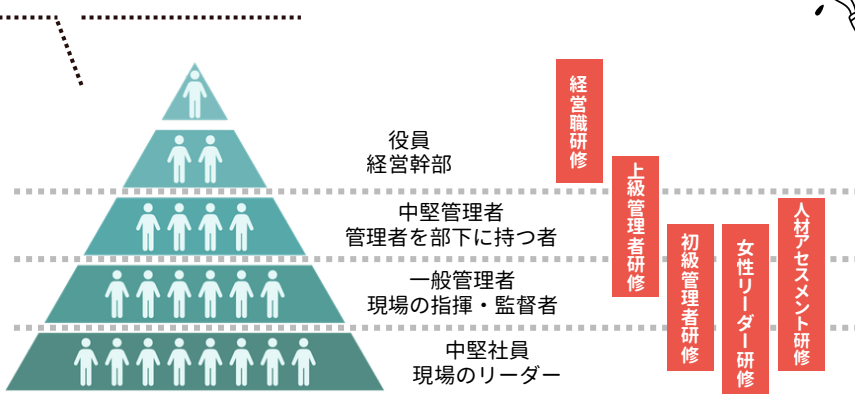 役員
経営幹部
中堅管理者
管理者を部下に持つ者
一般管理者
現場の指揮・監督者
中堅社員
現場のリーダー
経営職研修
上級管理者研修
初級管理者研修
女性リーダー研修
人材アセスメント研修